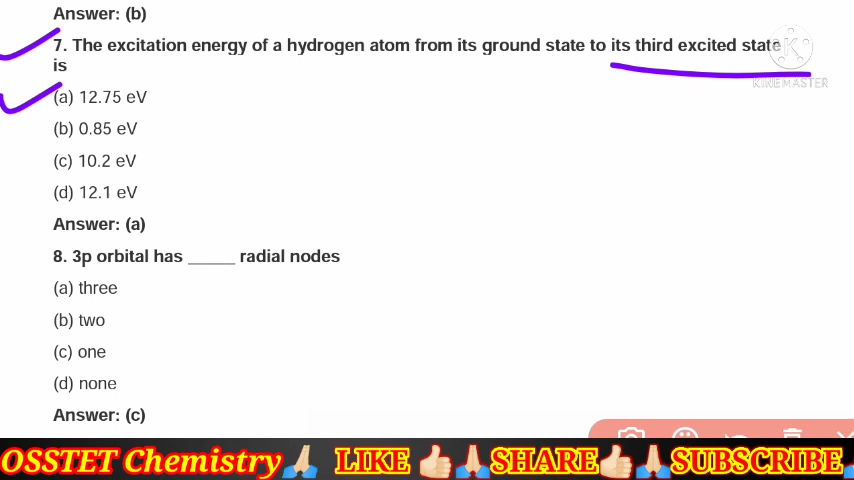 Answer: (b)
7. The excitation energy of a hydrogen atom from its ground state to its third excited state
is
(a) 12.75 eV
(b) 0.85 eV
(c) 10.2 eV
(d) 12.1 eV
Answer: (a)
8. 3p orbital has _____ radial nodes
(a) three
(b) two
(c) one
(d) none
Answer: (c)
K
KINEMASTER
OSSTET Chemistry🙏 LIKE 👍🙏SHARE👍🙏SUBSCRIBE🙏